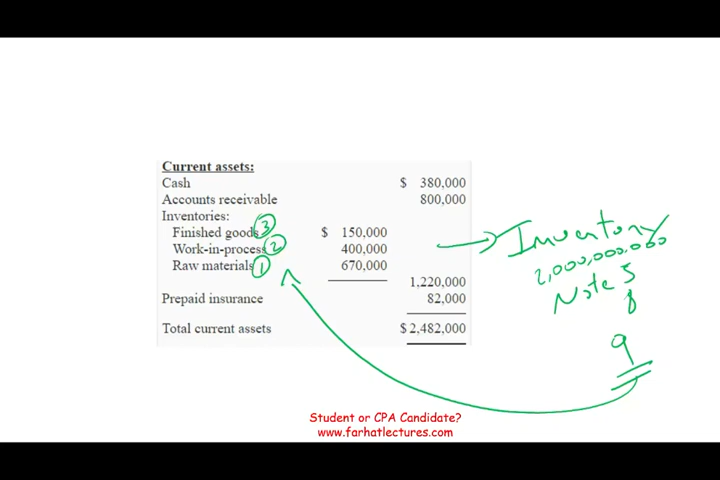 Current assets:
Cash $ 380,000
Accounts receivable 800,000
Inventories:
Finished goods 3 $ 150,000
Work-in-process 2 400,000
Raw materials 1 670,000
1,220,000
Prepaid insurance 82,000
Total current assets $ 2,482,000
Inventory
2,000,000.000
Note 5
8
9
Student or CPA Candidate?
www.farhatlectures.com